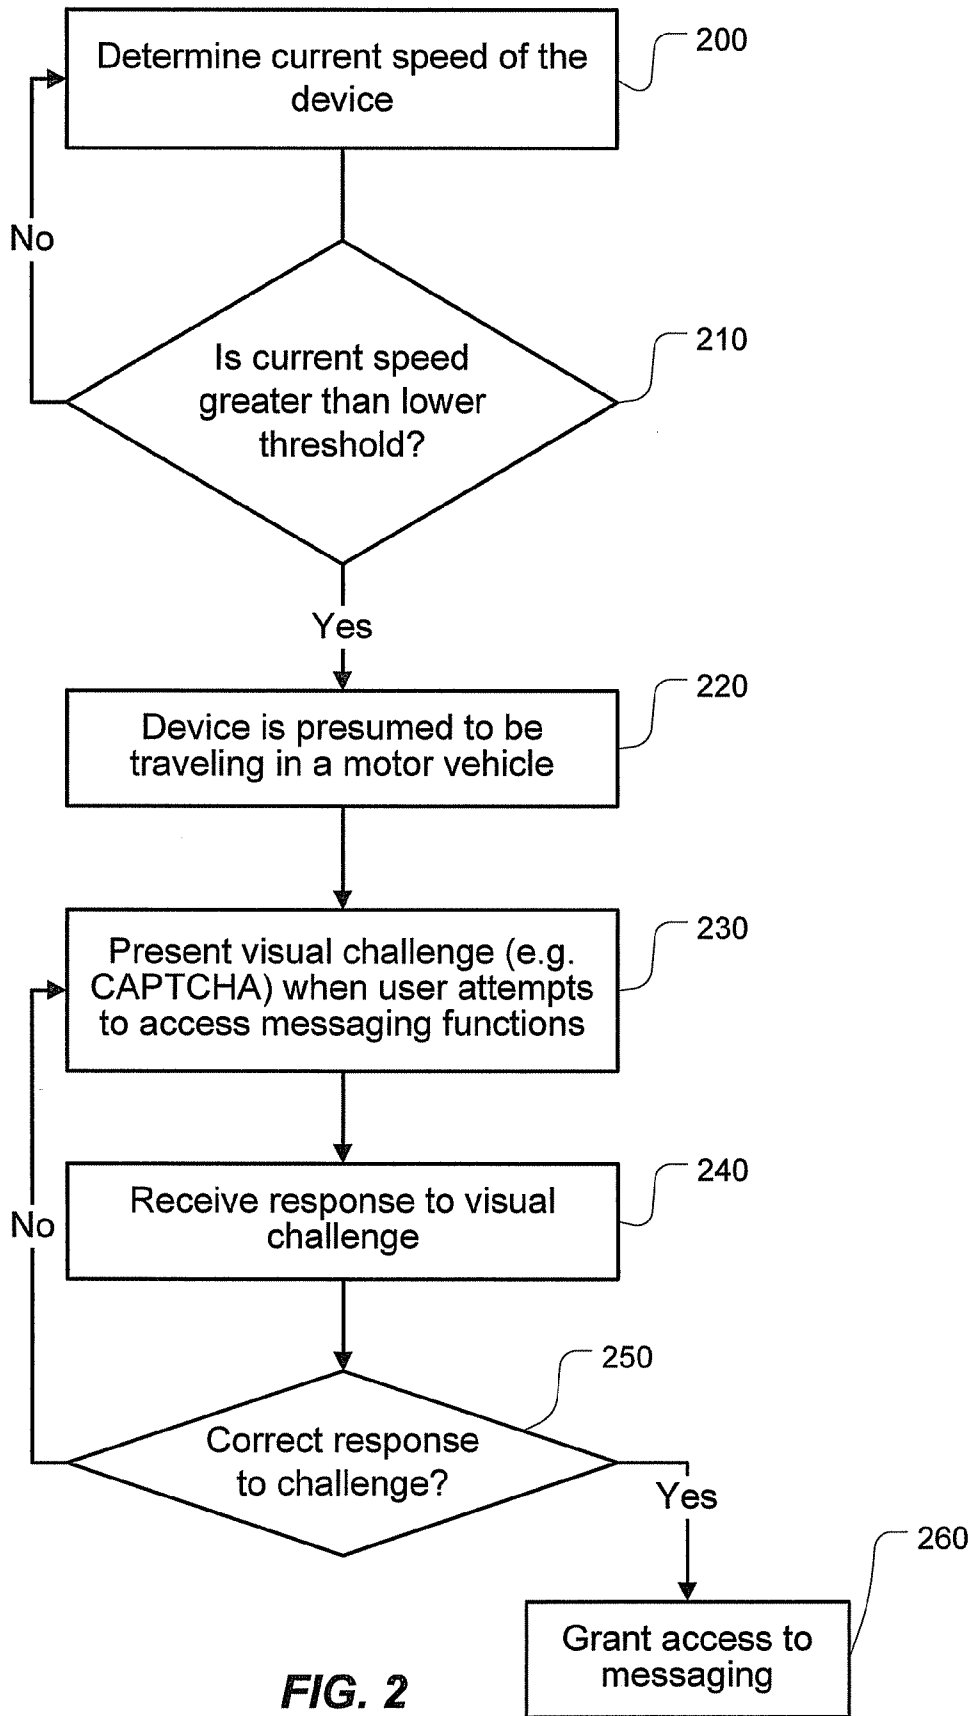 Determine current speed of the
device
200
No
Is current speed
greater than lower
threshold?
210
Yes
Device is presumed to be
traveling in a motor vehicle
220
Present visual challenge (e.g.
CAPTCHA) when user attempts
to access messaging functions
230
Receive response to visual
challenge
240
No
Correct response
to challenge?
250
Yes
Grant access to
messaging
260
FIG. 2